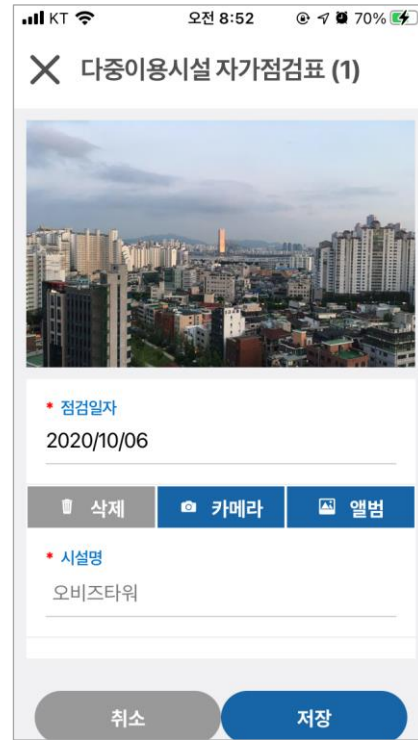 KT 오전 8:52 70%
다중이용시설 자가점검표 (1)
* 점검일자
2020/10/06
삭제 카메라 앨범
* 시설명
오비즈타워
취소 저장